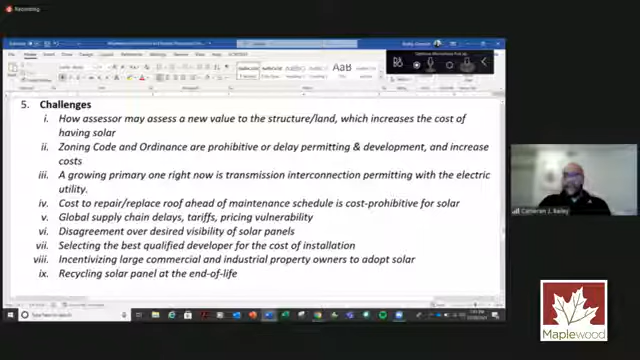 Recording
5. Challenges
i. How assessor may assess a new value to the structure/land, which increases the cost of
having solar
ii. Zoning Code and Ordinance are prohibitive or delay permitting & development, and increase
costs
iii. A growing primary one right now is transmission interconnection permitting with the electric
utility.
iv. Cost to repair/replace roof ahead of maintenance schedule is cost-prohibitive for solar
v. Global supply chain delays, tariffs, pricing vulnerability
vi. Disagreement over desired visibility of solar panels
vii. Selecting the best qualified developer for the cost of installation
viii. Incentivizing large commercial and industrial property owners to adopt solar
ix. Recycling solar panel at the end-of-life
Cameron J. Bailey
Maplewood
Type here to search